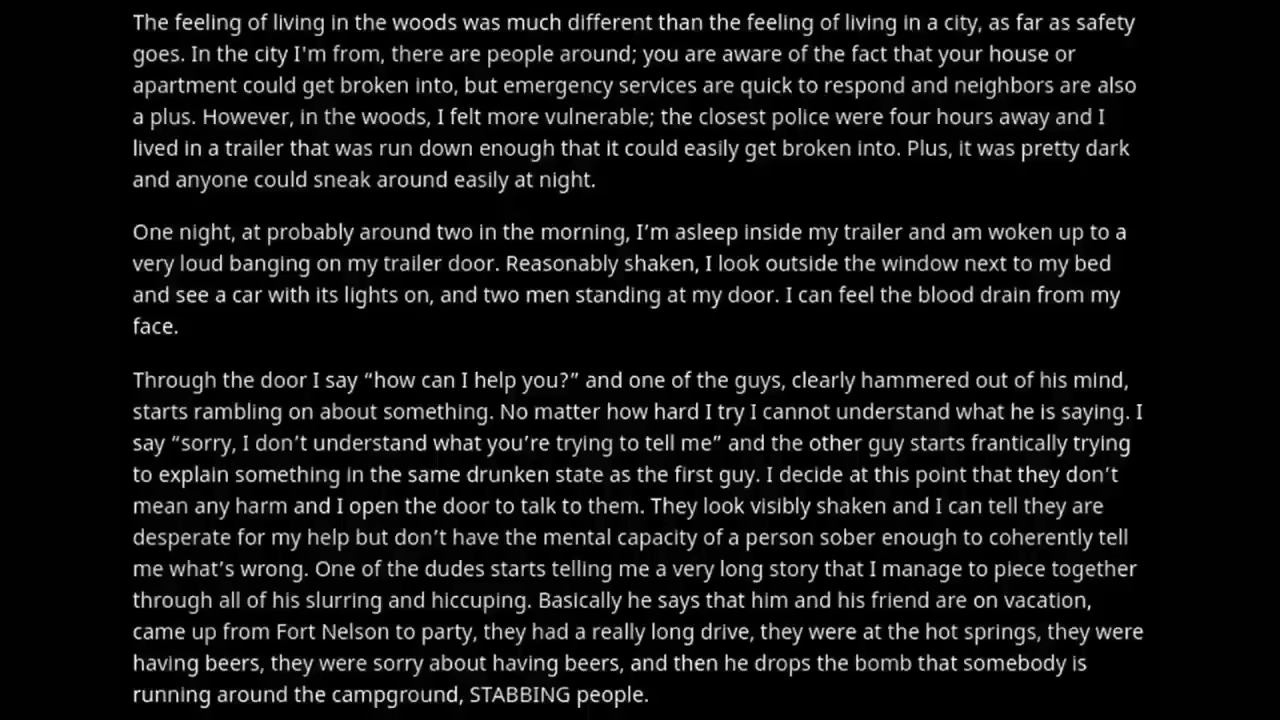 The feeling of living in the woods was much different than the feeling of living in a city, as far as safety
goes. In the city I'm from, there are people around; you are aware of the fact that your house or
apartment could get broken into, but emergency services are quick to respond and neighbors are also
a plus. However, in the woods, I felt more vulnerable; the closest police were four hours away and I
lived in a trailer that was run down enough that it could easily get broken into. Plus, it was pretty dark
and anyone could sneak around easily at night.
One night, at probably around two in the morning, I’m asleep inside my trailer and am woken up to a
very loud banging on my trailer door. Reasonably shaken, I look outside the window next to my bed
and see a car with its lights on, and two men standing at my door. I can feel the blood drain from my
face.
Through the door I say “how can I help you?” and one of the guys, clearly hammered out of his mind,
starts rambling on about something. No matter how hard I try I cannot understand what he is saying. I
say “sorry, I don’t understand what you’re trying to tell me” and the other guy starts frantically trying
to explain something in the same drunken state as the first guy. I decide at this point that they don’t
mean any harm and I open the door to talk to them. They look visibly shaken and I can tell they are
desperate for my help but don’t have the mental capacity of a person sober enough to coherently tell
me what’s wrong. One of the dudes starts telling me a very long story that I manage to piece together
through all of his slurring and hiccuping. Basically he says that him and his friend are on vacation,
came up from Fort Nelson to party, they had a really long drive, they were at the hot springs, they were
having beers, they were sorry about having beers, and then he drops the bomb that somebody is
running around the campground, STABBING people.